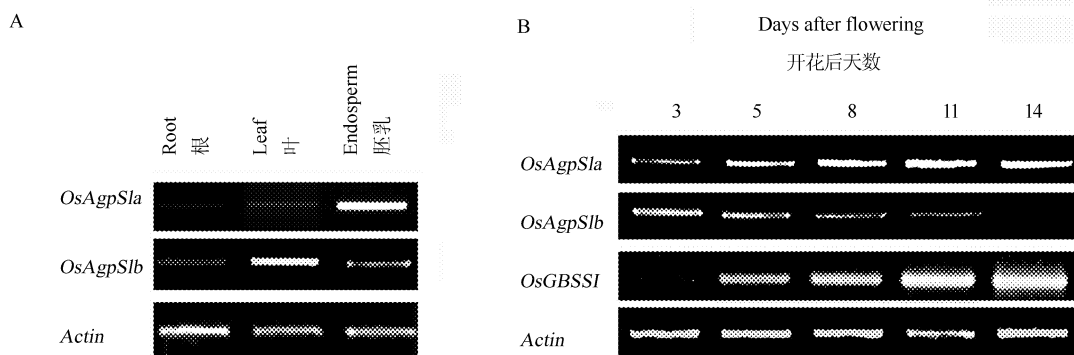 A
Root
根
Leaf
叶
Endosperm
胚乳
OsAgpSla
OsAgpSlb
Actin
B
Days after flowering
开花后天数
3 5 8 11 14
OsAgpSla
OsAgpSlb
OsGBSSI
Actin